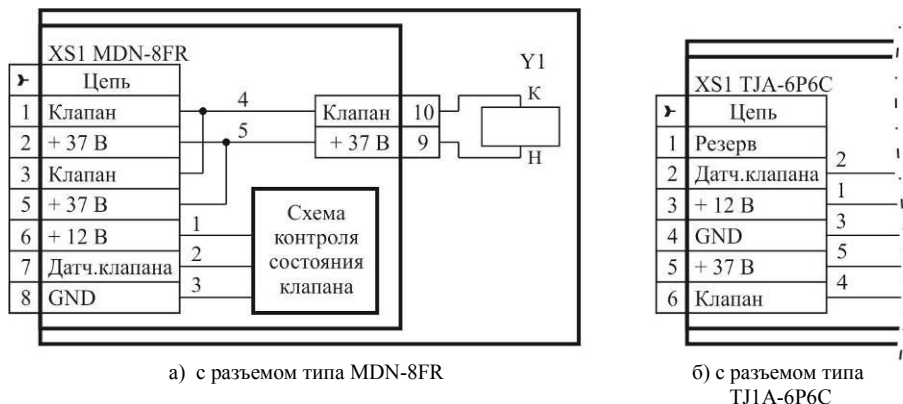 XS1 MDN-8FR
Цепь
1 Клапан
2 + 37 В
3 Клапан
5 + 37 В
6 + 12 В
7 Датч.клапана
8 GND
4
5
1
2
3
Клапан 10
+ 37 В 9
Y1
К
Н
Схема
контроля
состояния
клапана
а) с разъемом типа MDN-8FR
XS1 TJA-6P6C
Цепь
1 Резерв
2 Датч.клапана
3 + 12 В
4 GND
5 + 37 В
6 Клапан
2
1
3
5
4
б) с разъемом типа
TJ1A-6P6C